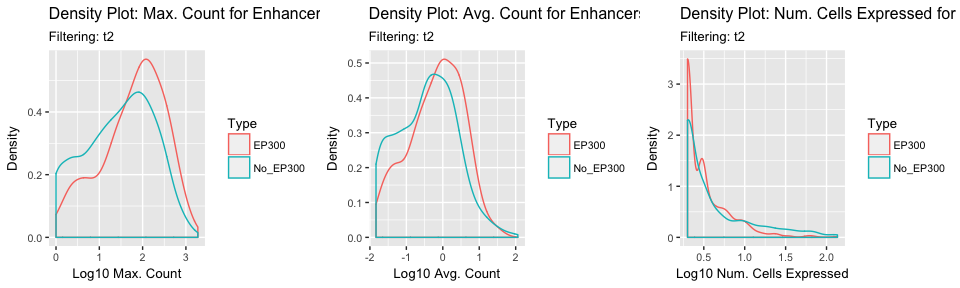 Density Plot: Max. Count for Enhancer
Filtering: t2
Density
0.4
0.2
0.0
0 1 2 3
Log10 Max. Count
Type
EP300
No_EP300
Density Plot: Avg. Count for Enhancers
Filtering: t2
Density
0.5
0.4
0.3
0.2
0.1
0.0
-2 -1 0 1 2
Log10 Avg. Count
Type
EP300
No_EP300
Density Plot: Num. Cells Expressed for
Filtering: t2
Density
3
2
1
0
0.5 1.0 1.5 2.0
Log10 Num. Cells Expressed
Type
EP300
No_EP300